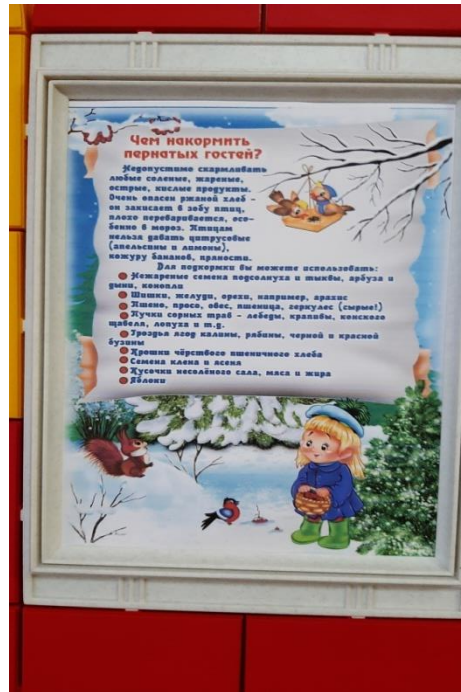 Чем накормить
пернатых гостей?
Недопустимо скармливать
любые соленые, жареные,
острые, кислые продукты.
Очень опасен ржаной хлеб –
он закисает в зобу птиц,
плохо переваривается, осо-
бенно в мороз. Птицам
нельзя давать цитрусовые
(апельсины и лимоны),
кожуру бананов, пряности.
Для подкормки вы можете использовать:
Нежареные семена подсолнуха и тыквы, арбуза и
дыни, конопли
Шишки, желуди, орехи, например, арахис
Пшено, просо, овес, пшеница, геркулес (сырые!)
Пучки сорных трав – лебеды, крапивы, конского
щавеля, лопуха и т.д.
Гроздья ягод калины, рябины, черной и красной
бузины
Крошки чёрствого пшеничного хлеба
Семена клена и ясеня
Кусочки несолёного сала, мяса и жира
Яблоки